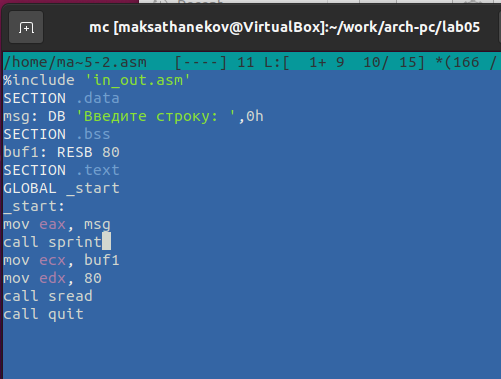 mc [maksathanekov@VirtualBox]:~/work/arch-pc/lab05
/home/ma~5-2.asm   [----] 11 L:[  1+ 9  10/ 15] *(166 /
%include 'in_out.asm'
SECTION .data
msg: DB 'Введите строку: ',0h
SECTION .bss
buf1: RESB 80
SECTION .text
GLOBAL _start
_start:
mov eax, msg
call sprint
mov ecx, buf1
mov edx, 80
call sread
call quit